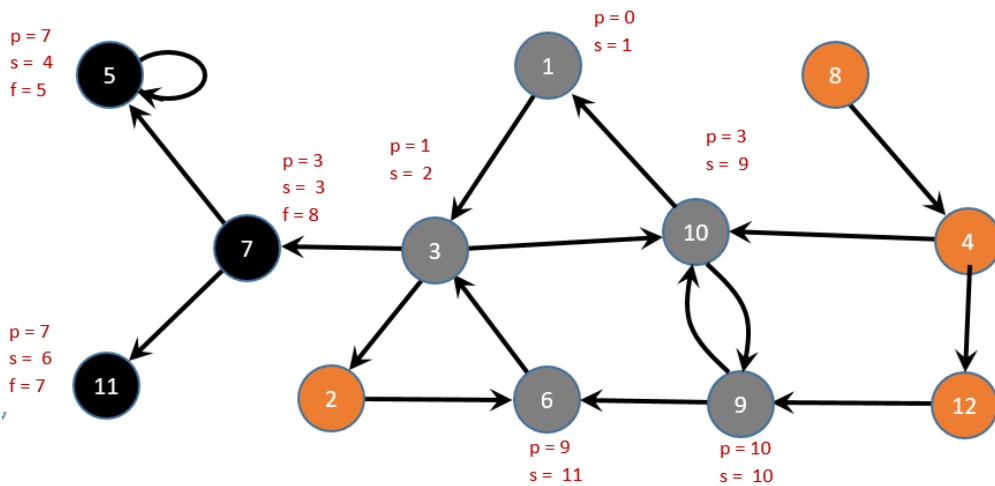 p = 7
s = 4
f = 5
5
p = 0
s = 1
1
8
p = 1
s = 2
p = 3
s = 9
p = 3
s = 3
f = 8
7
3
10
4
p = 7
s = 6
f = 7
11
2
6
9
12
p = 9
s = 11
p = 10
s = 10